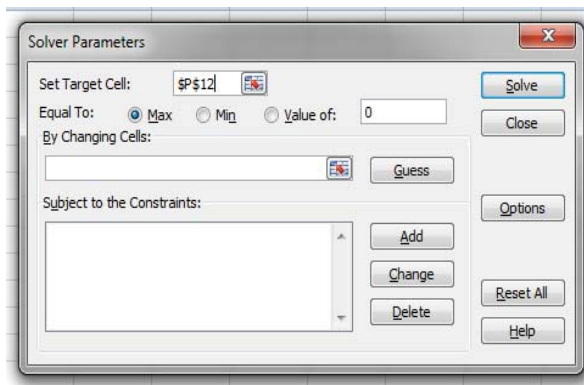 Solver Parameters
X
Set Target Cell: $P$12 Solve
Equal To: Max Min Value of: 0 Close
By Changing Cells:
Guess
Subject to the Constraints: Options
Add
Change
Delete Reset All
Help